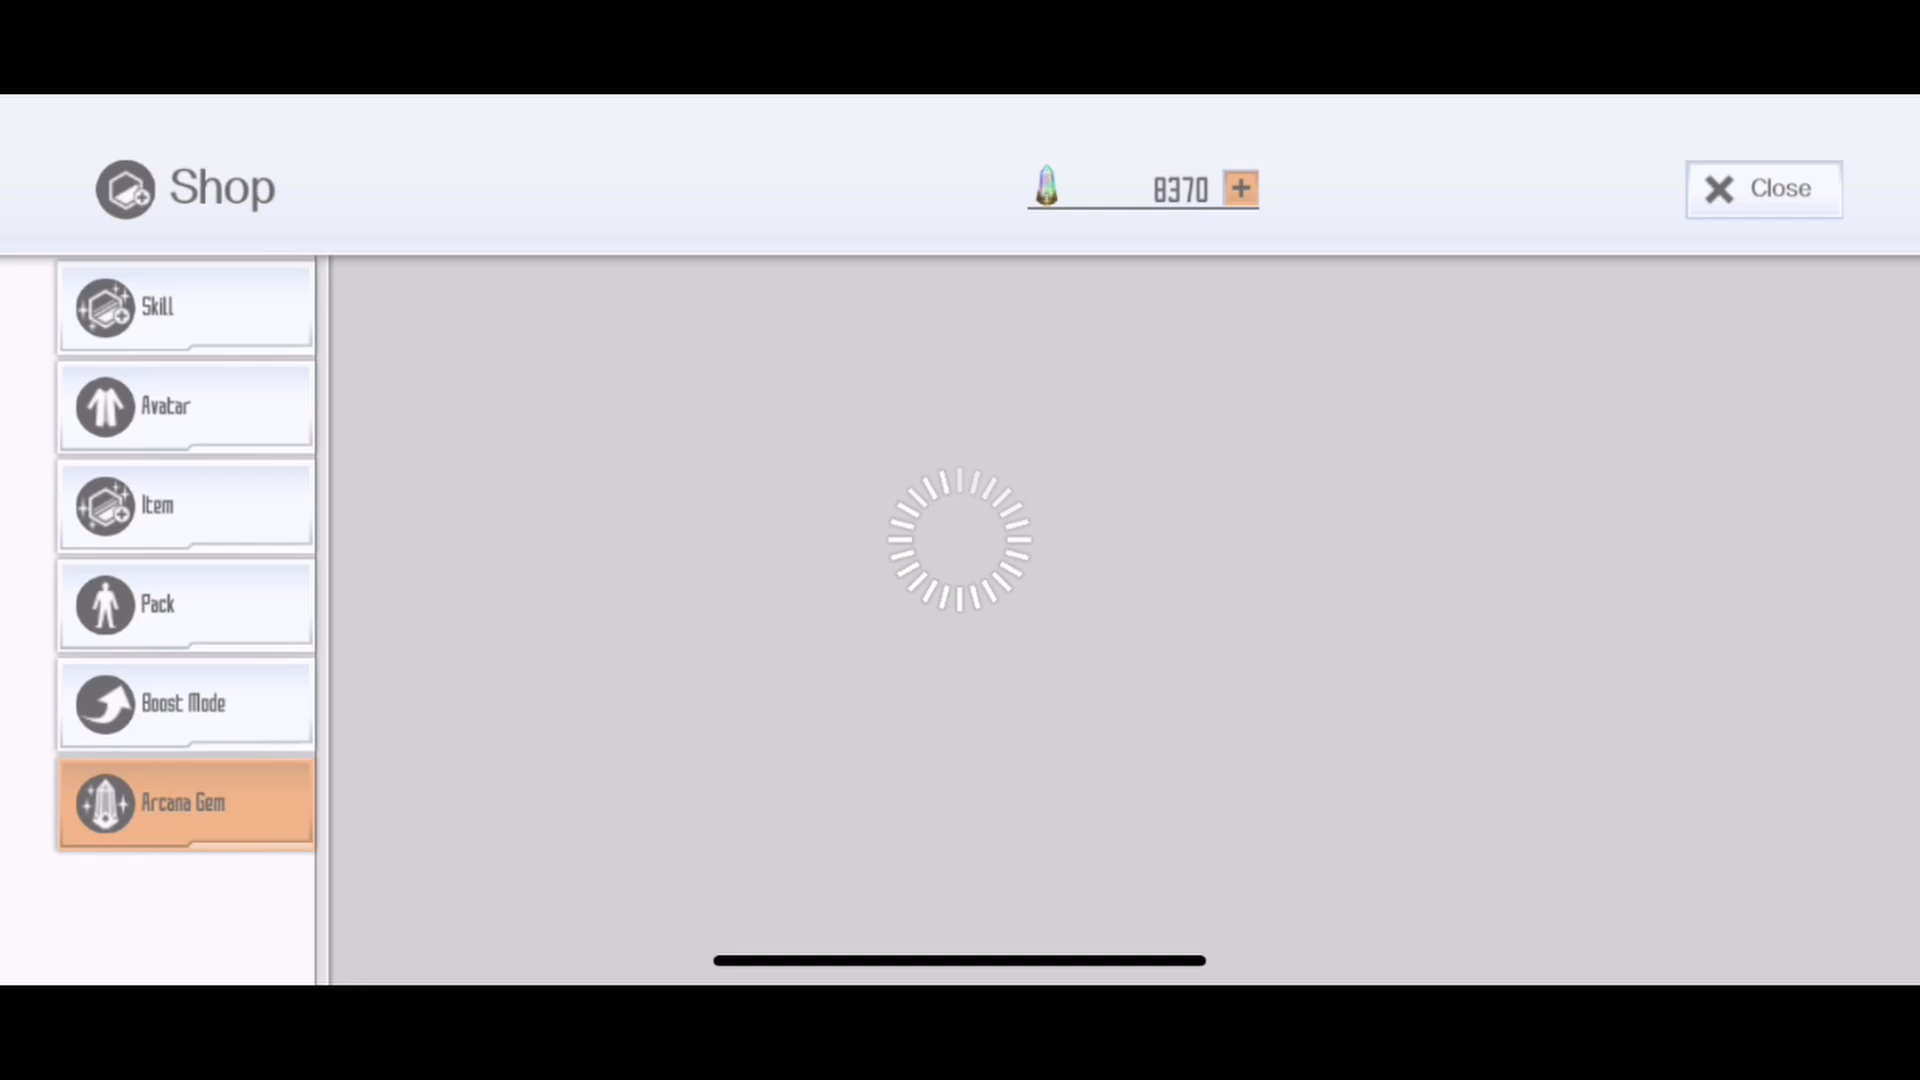 Shop
8370
Close
Skill
Avatar
Item
Pack
Boost Mode
Arcana Gem